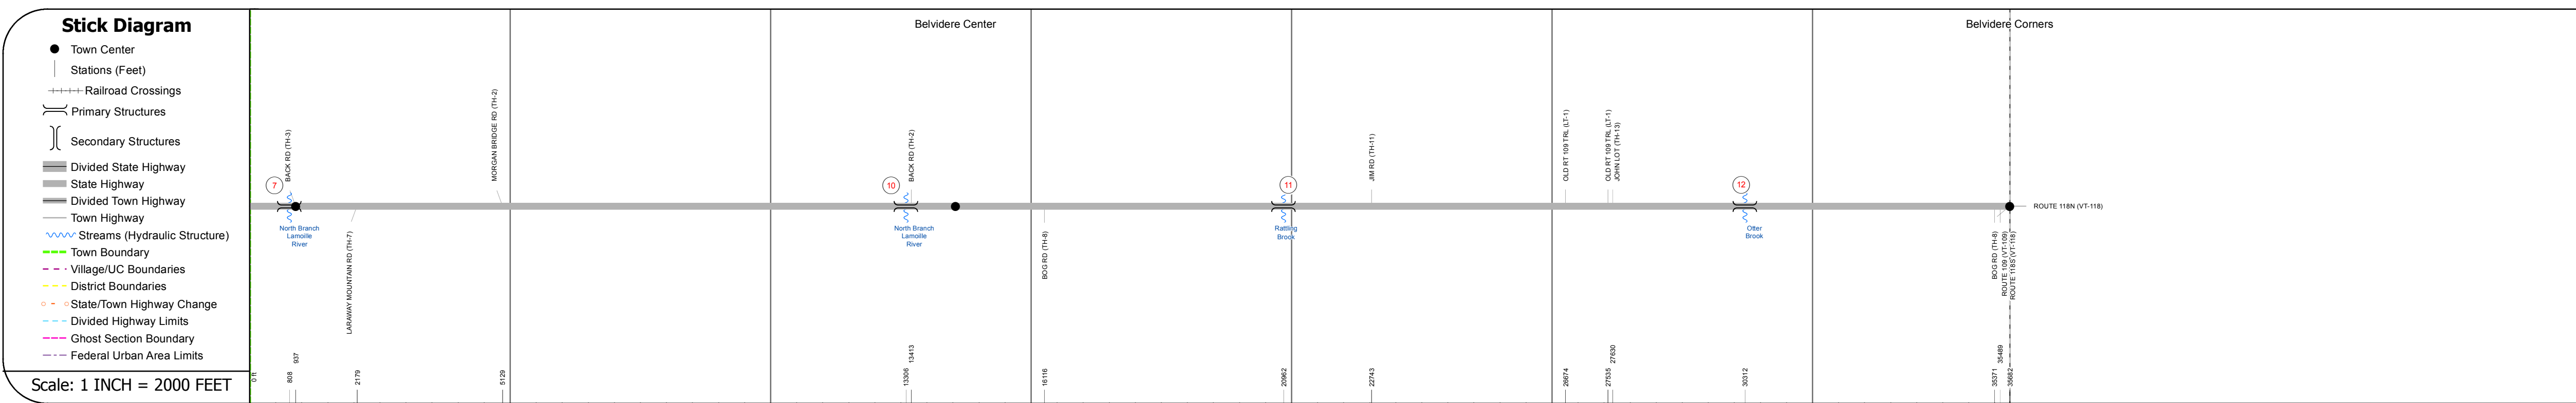 Stick Diagram
Town Center
Stations (Feet)
Railroad Crossings
Primary Structures
Secondary Structures
Divided State Highway
State Highway
Divided Town Highway
Town Highway
Streams (Hydraulic Structure)
Town Boundary
Village/UC Boundaries
District Boundaries
State/Town Highway Change
Divided Highway Limits
Ghost Section Boundary
Federal Urban Area Limits
Scale: 1 INCH = 2000 FEET
Belvidere Center
Belvidere Corners
BACK RD (TH-3)
MORGAN BRIDGE RD (TH-2)
BACK RD (TH-2)
JIM RD (TH-11)
OLD RT 109 TRL (LT-1)
OLD RT 109 TRL (LT-1)
JOHN LOT (TH-13)
7
10
11
12
ROUTE 118N (VT-118)
North Branch
Lamoille
River
North Branch
Lamoille
River
Rattling
Brook
Otter
Brook
LARAWAY MOUNTAIN RD (TH-7)
BOG RD (TH-8)
BOG RD (TH-8)
ROUTE 109 (VT-109)
ROUTE 118S (VT-118)
0 ft
808
937
2179
5129
13306
13413
16116
20962
22743
26674
27535
27630
30312
35371
35489
35682